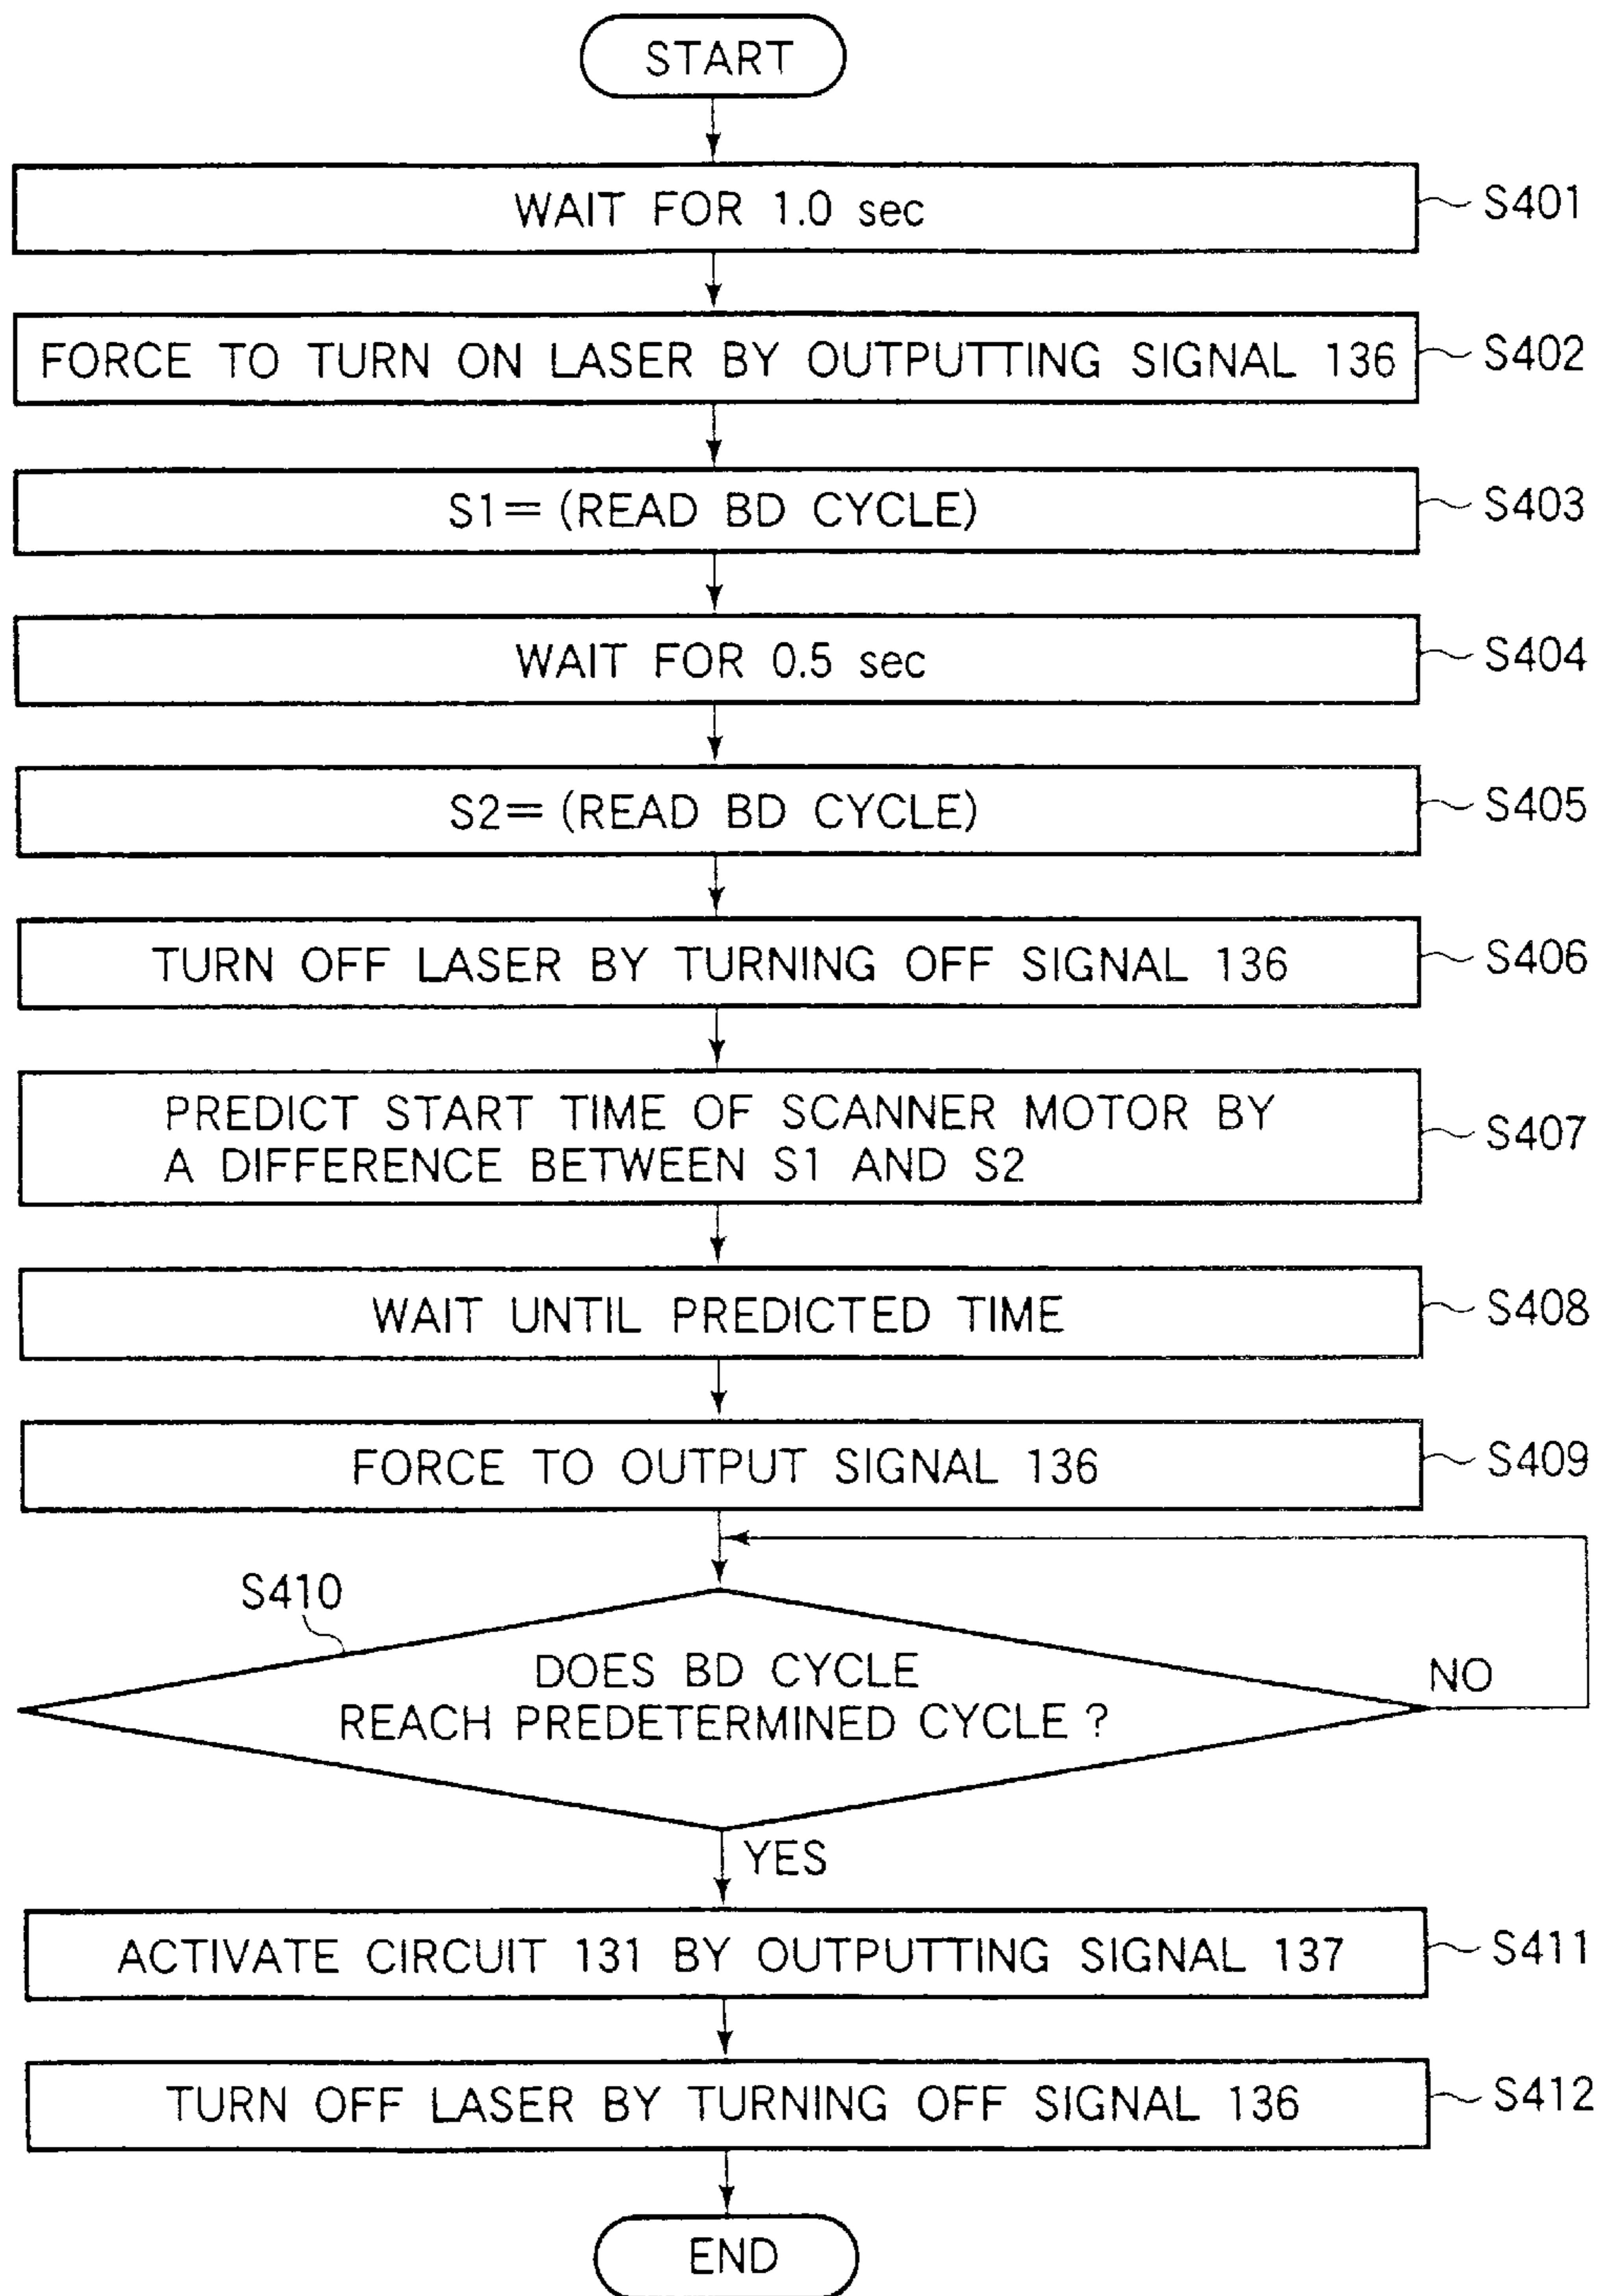 START
WAIT FOR 1.0 sec
S401
FORCE TO TURN ON LASER BY OUTPUTTING SIGNAL 136
S402
S1=(READ BD CYCLE)
S403
WAIT FOR 0.5 sec
S404
S2=(READ BD CYCLE)
S405
TURN OFF LASER BY TURNING OFF SIGNAL 136
S406
PREDICT START TIME OF SCANNER MOTOR BY
A DIFFERENCE BETWEEN S1 AND S2
S407
WAIT UNTIL PREDICTED TIME
S408
FORCE TO OUTPUT SIGNAL 136
S409
S410
DOES BD CYCLE
REACH PREDETERMINED CYCLE ?
NO
YES
ACTIVATE CIRCUIT 131 BY OUTPUTTING SIGNAL 137
S411
TURN OFF LASER BY TURNING OFF SIGNAL 136
S412
END